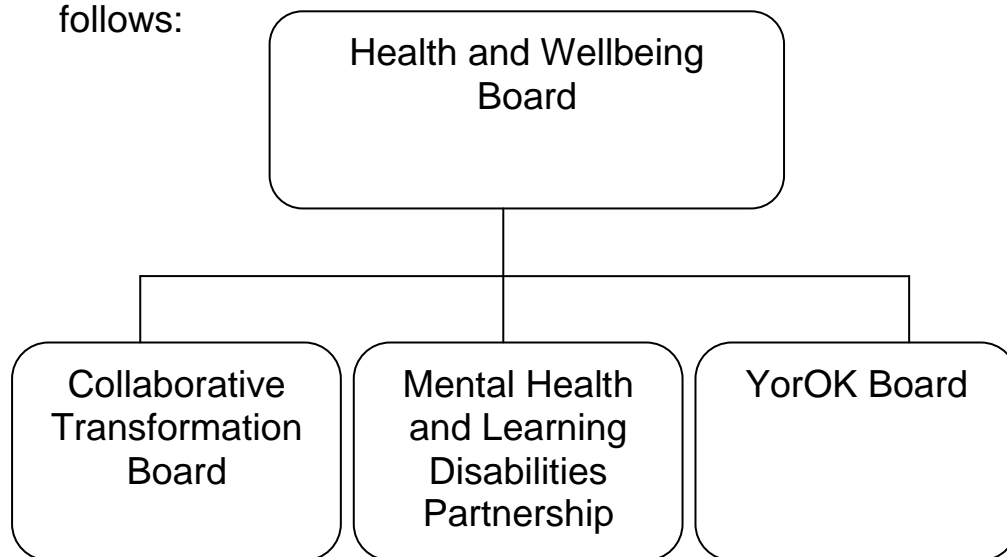 follows:
Health and Wellbeing
Board
Collaborative
Transformation
Board
Mental Health
and Learning
Disabilities
Partnership
YorOK Board